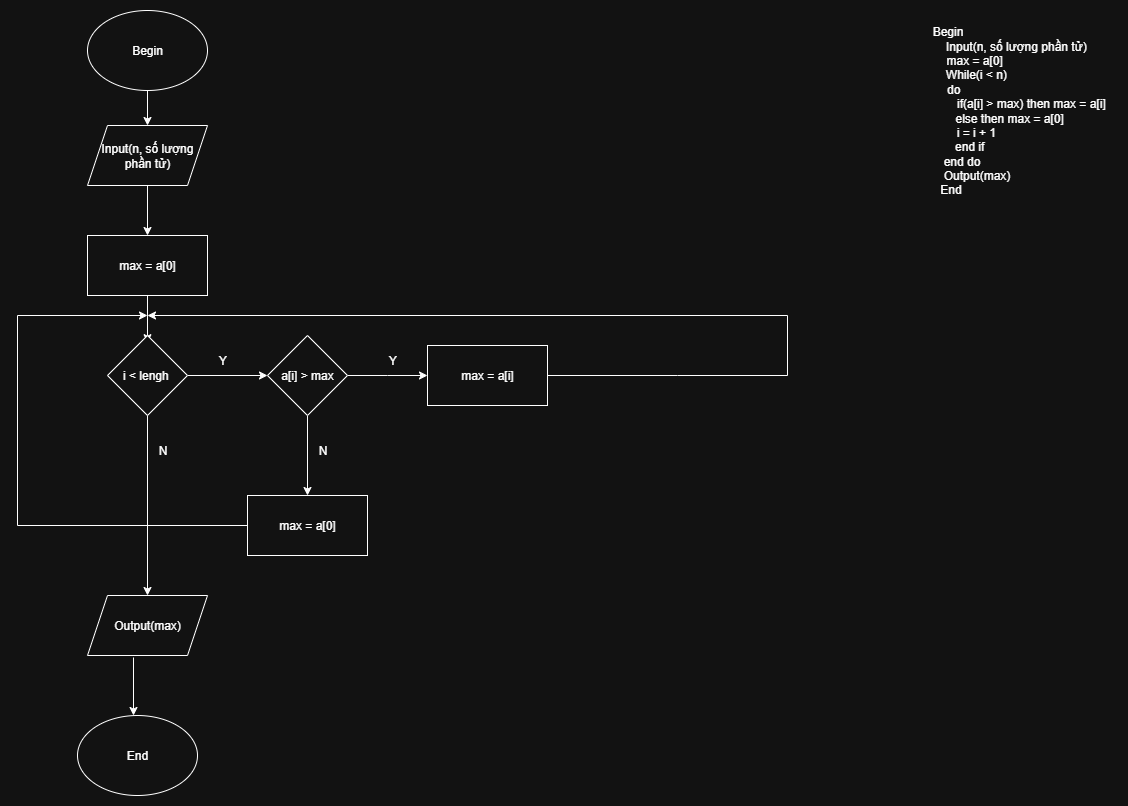 Begin
Input(n, số lượng
phần tử)
max = a[0]
i < lengh
Y
a[i] > max
Y
max = a[i]
N
N
max = a[0]
Output(max)
End
Begin
Input(n, số lượng phần tử)
max = a[0]
While(i < n)
do
if(a[i] > max) then max = a[i]
else then max = a[0]
i = i + 1
end if
end do
Output(max)
End